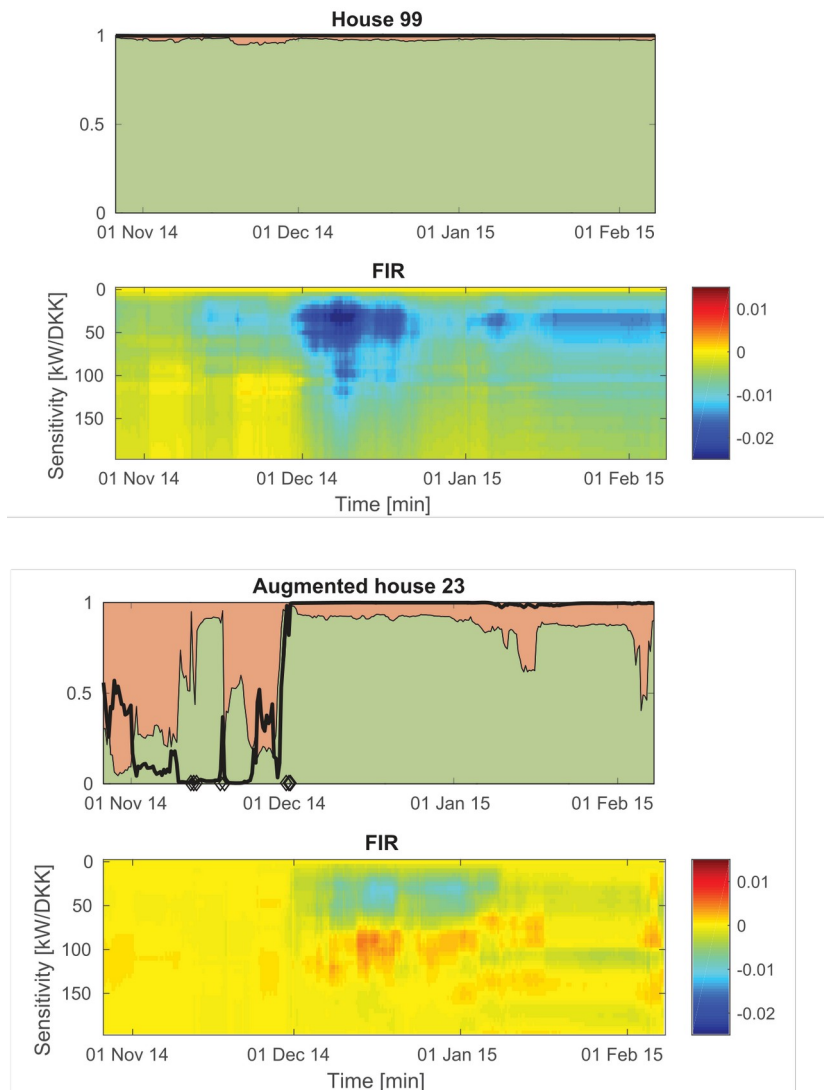 House 99
1
0.5
0
01 Nov 14 01 Dec 14 01 Jan 15 01 Feb 15
FIR
Sensitivity [kW/DKK]
0
50
100
150
0.01
0
-0.01
-0.02
01 Nov 14 01 Dec 14 01 Jan 15 01 Feb 15
Time [min]
Augmented house 23
1
0.5
0
01 Nov 14 01 Dec 14 01 Jan 15 01 Feb 15
FIR
Sensitivity [kW/DKK]
0
50
100
150
0.01
0
-0.01
-0.02
01 Nov 14 01 Dec 14 01 Jan 15 01 Feb 15
Time [min]